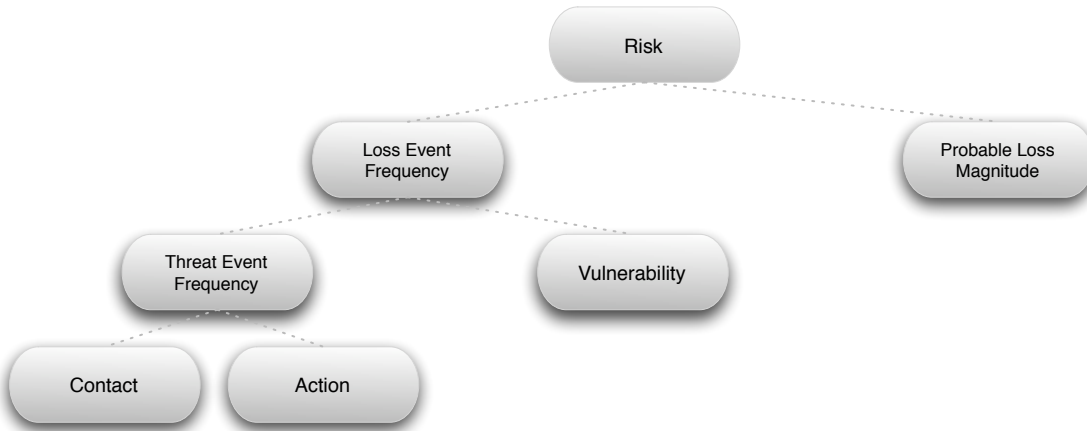 Risk
Loss Event
Frequency
Probable Loss
Magnitude
Threat Event
Frequency
Vulnerability
Contact
Action